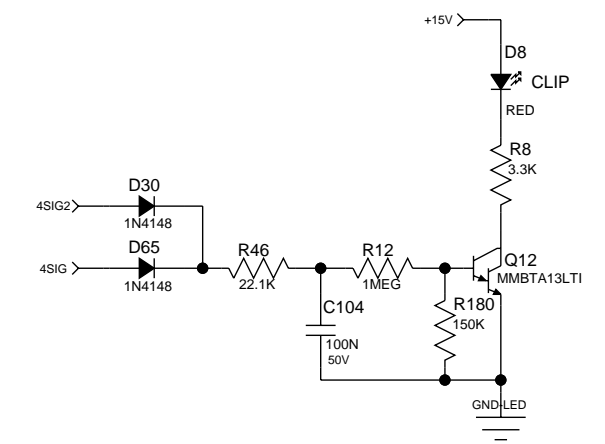 +15V
D8
CLIP
RED
R8
3.3K
D30
4SIG2
1N4148
D65
4SIG
1N4148
R46
22.1K
R12
1MEG
Q12
MMBTA13LTI
C104
100N
50V
R180
150K
GND-LED